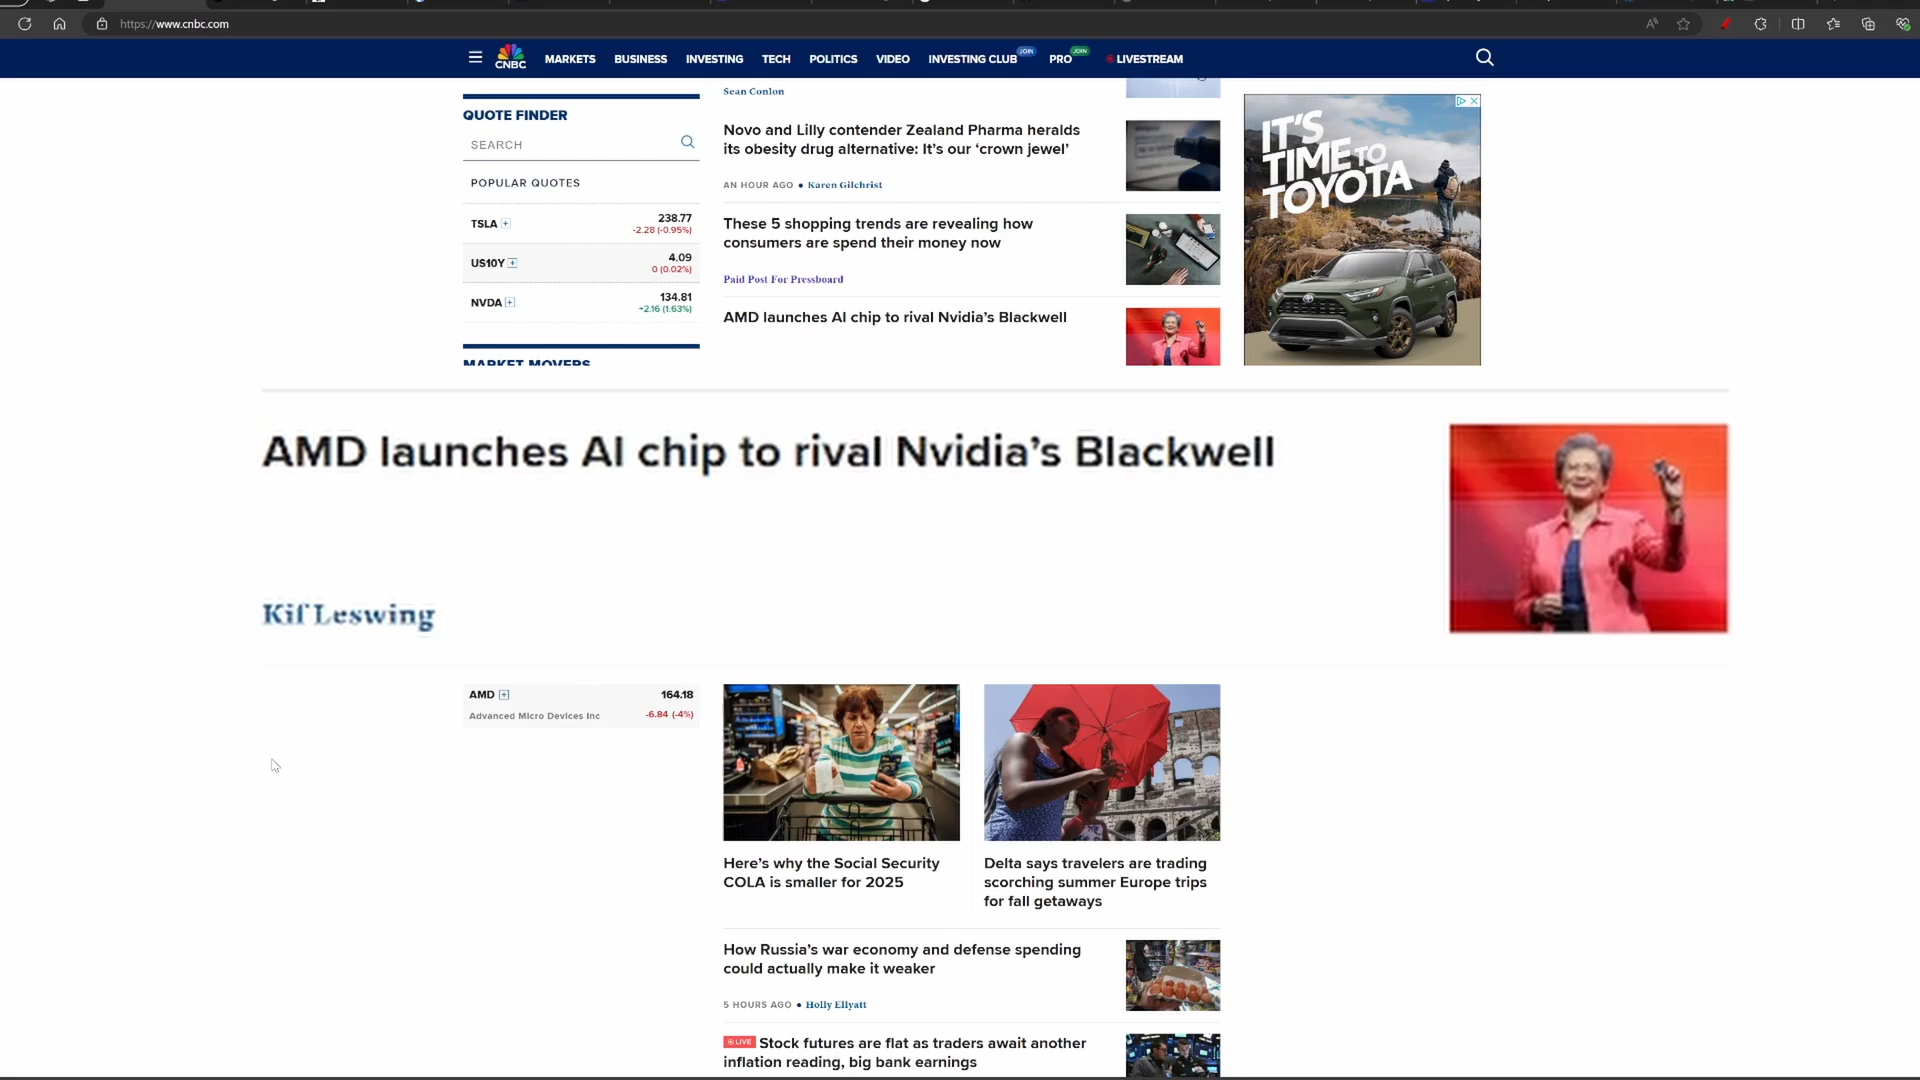 https://www.cnbc.com
CNBC
MARKETS
BUSINESS
INVESTING
TECH
POLITICS
VIDEO
INVESTING CLUB
JOIN
PRO
JOIN
LIVESTREAM
QUOTE FINDER
SEARCH
POPULAR QUOTES
TSLA
238.77
-2.28 (-0.95%)
US10Y
4.09
0 (0.02%)
NVDA
134.81
+2.16 (1.63%)
MARKET MOVERS
Sean Conlon
Novo and Lilly contender Zealand Pharma heralds
its obesity drug alternative: It’s our ‘crown jewel’
AN HOUR AGO • Karen Gilchrist
These 5 shopping trends are revealing how
consumers are spend their money now
Paid Post For Pressboard
AMD launches AI chip to rival Nvidia’s Blackwell
IT'S
TIME TO
TOYOTA
AMD launches AI chip to rival Nvidia’s Blackwell
Kif Leswing
AMD
164.18
Advanced Micro Devices Inc
-6.84 (-4%)
Here’s why the Social Security
COLA is smaller for 2025
Delta says travelers are trading
scorching summer Europe trips
for fall getaways
How Russia’s war economy and defense spending
could actually make it weaker
5 HOURS AGO • Holly Ellyatt
LIVE Stock futures are flat as traders await another
inflation reading, big bank earnings